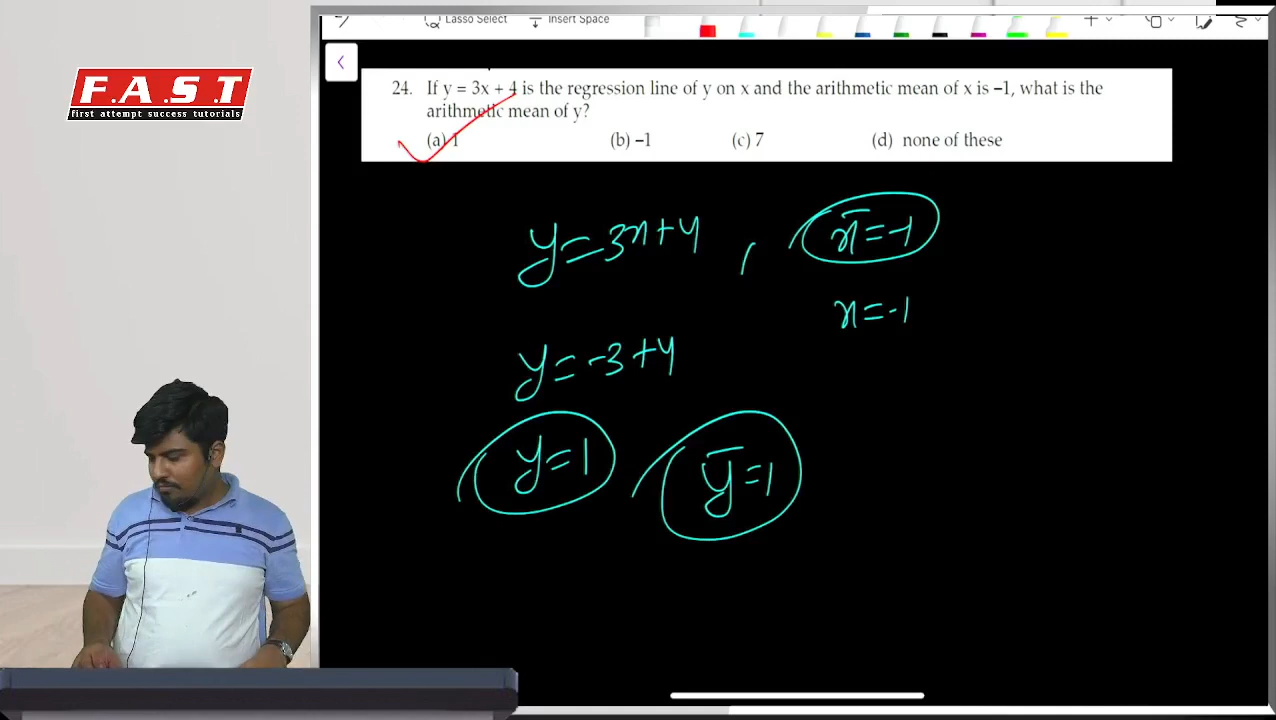 Lasso Select
Insert Space
F.A.S.T
first attempt success tutorials
24. If y = 3x + 4 is the regression line of y on x and the arithmetic mean of x is –1, what is the
arithmetic mean of y?
(a) 1 (b) –1 (c) 7 (d) none of these
y=3x+4, x̄=-1
x=-1
y=-3+4
y=1 ȳ=1